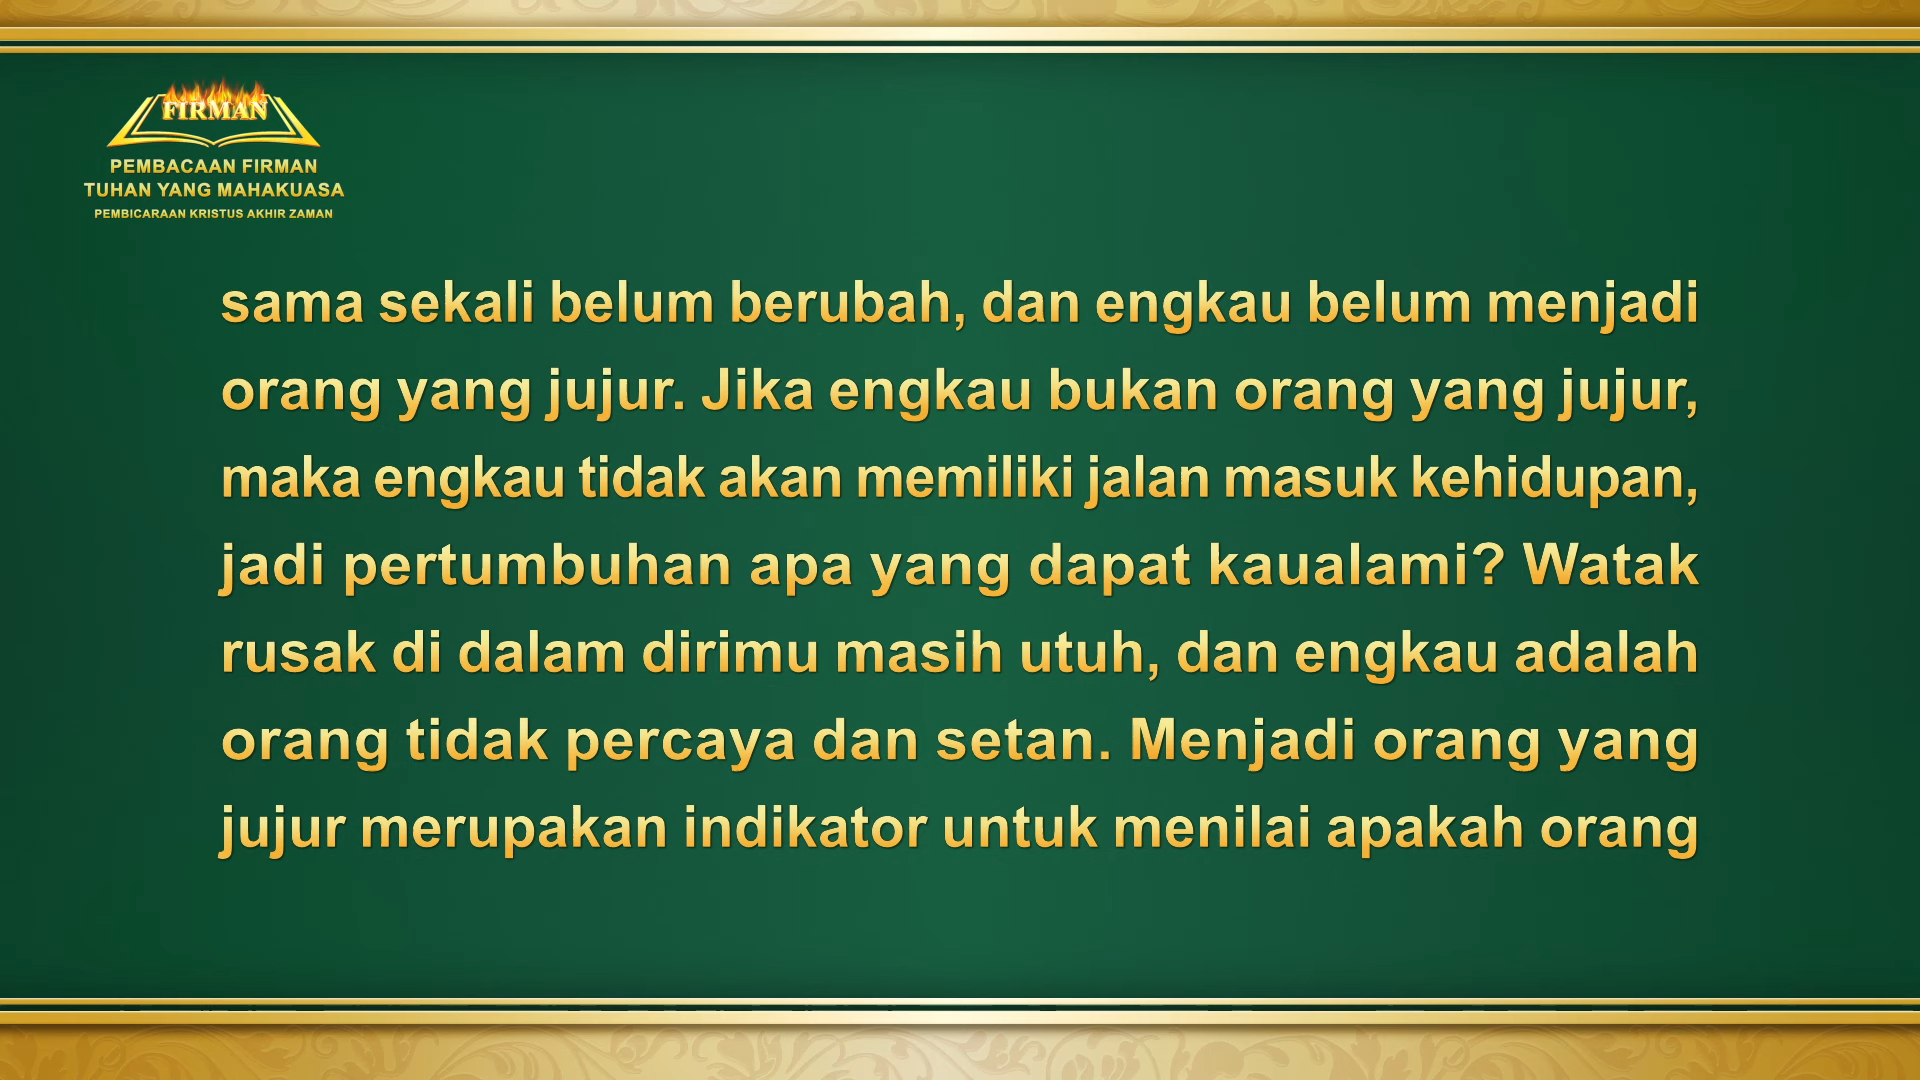 FIRMAN
PEMBACAAN FIRMAN
TUHAN YANG MAHAKUASA
PEMBICARAAN KRISTUS AKHIR ZAMAN
sama sekali belum berubah, dan engkau belum menjadi
orang yang jujur. Jika engkau bukan orang yang jujur,
maka engkau tidak akan memiliki jalan masuk kehidupan,
jadi pertumbuhan apa yang dapat kaualami? Watak
rusak di dalam dirimu masih utuh, dan engkau adalah
orang tidak percaya dan setan. Menjadi orang yang
jujur merupakan indikator untuk menilai apakah orang